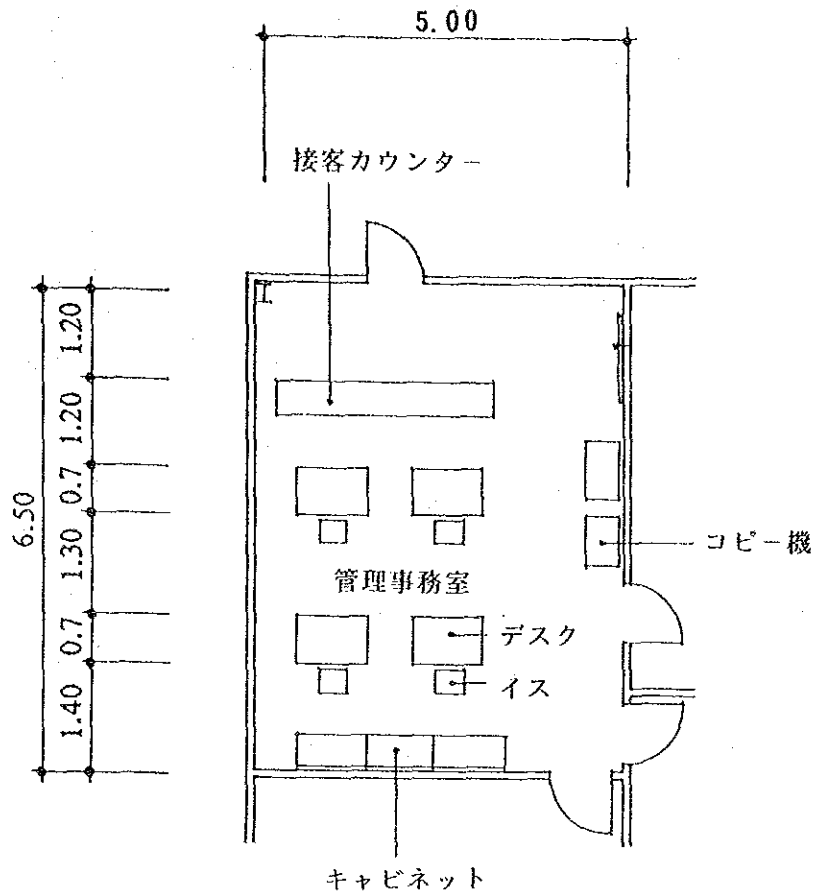 5.00
接客カウンター
1.20
1.20
0.7
1.30
0.7
1.40
6.50
コピー機
管理事務室
デスク
イス
キャビネット